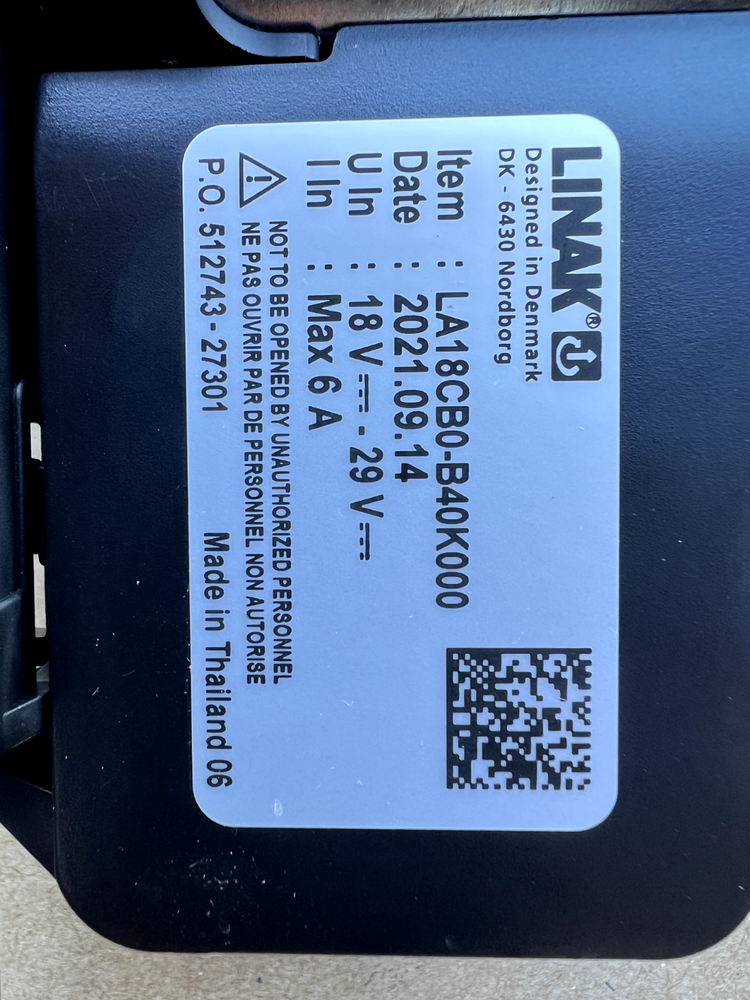 LINAK®
Designed in Denmark
DK - 6430 Nordborg
Item : LA18CB0-B40K000
Date : 2021.09.14
U In : 18 V ⎓ - 29 V ⎓
I In : Max 6 A
NOT TO BE OPENED BY UNAUTHORIZED PERSONNEL
NE PAS OUVRIR PAR DE PERSONNEL NON AUTORISE
P.O. 512743 - 27301 Made in Thailand 06